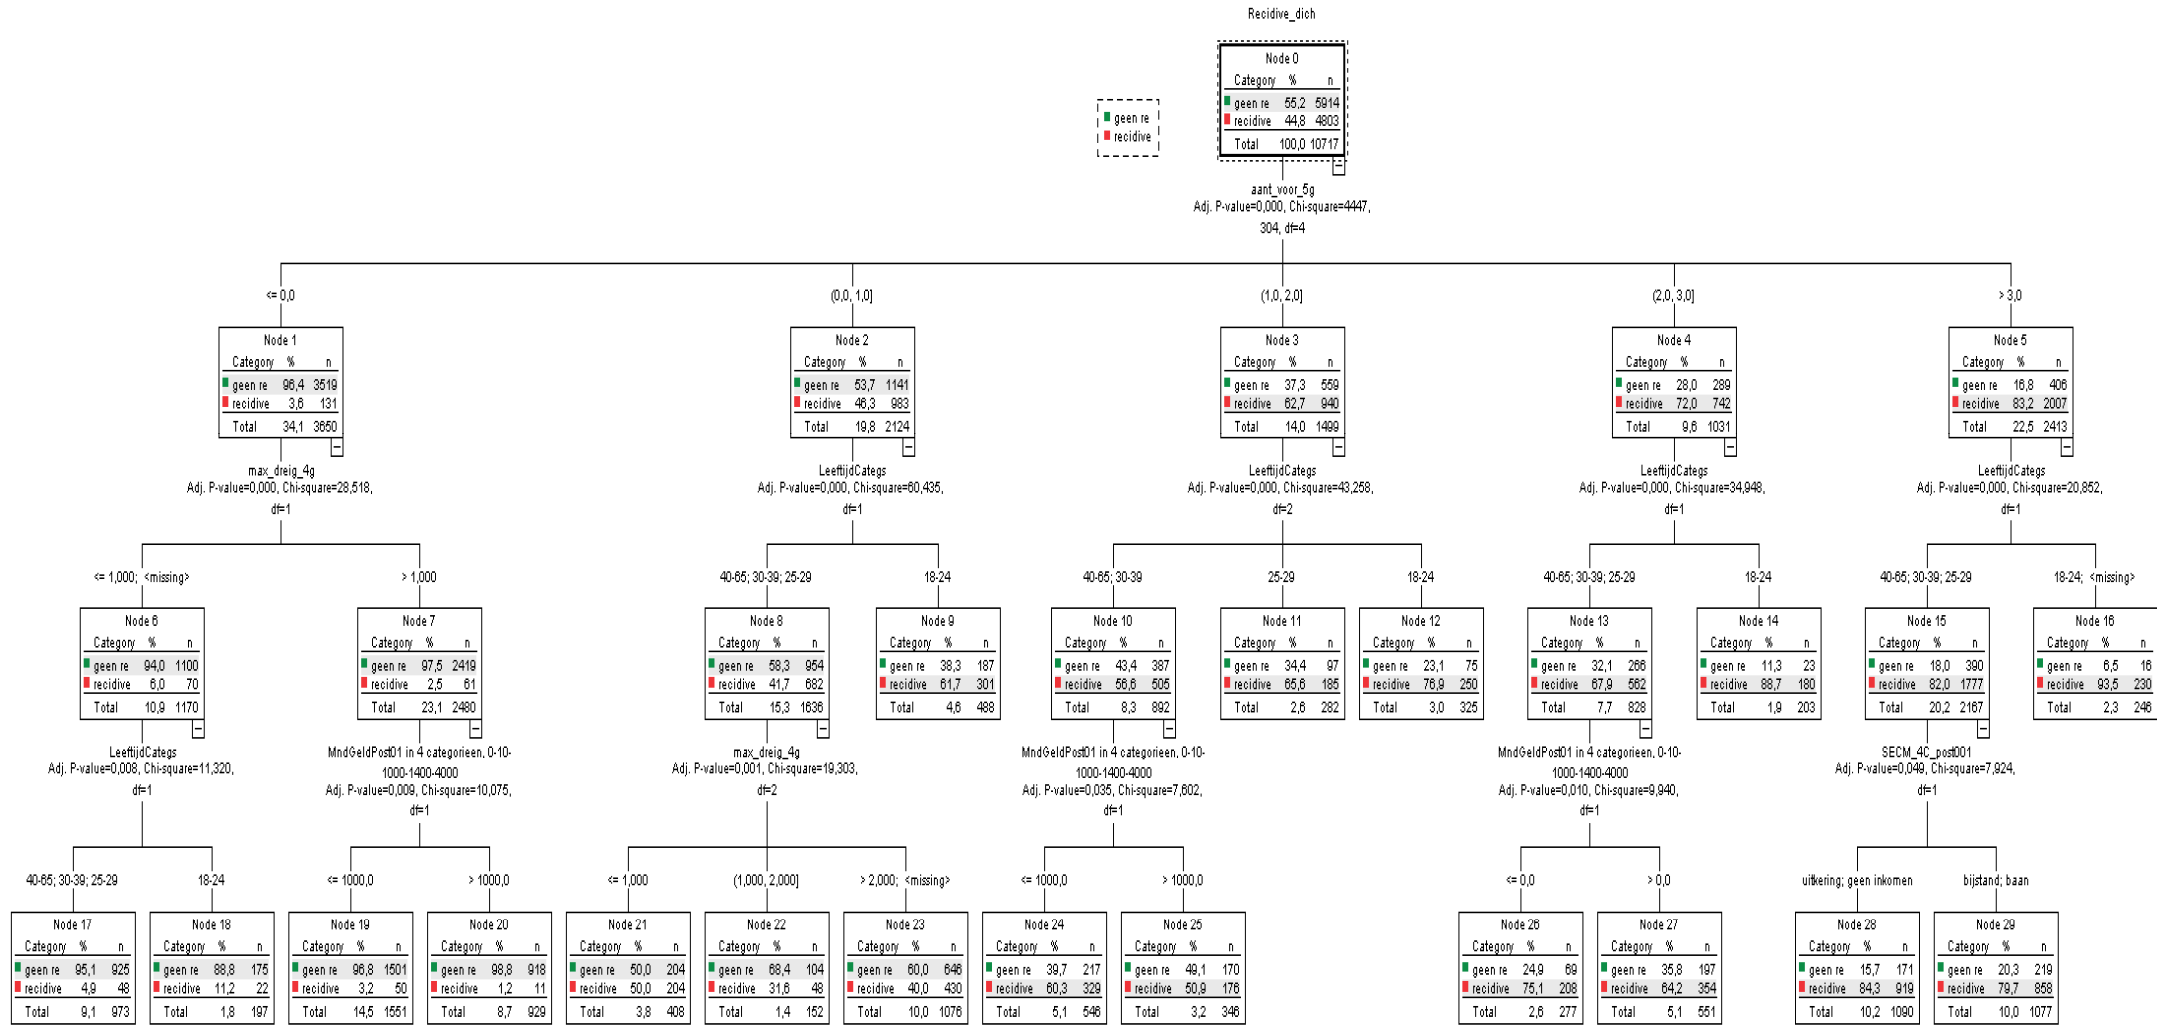 Recidive_dich
Node 0
Category % n
geen re 55,2 5914
recidive 44,8 4803
Total 100,0 10717
geen re
recidive
aant_voor_5g
Adj. P-value=0,000, Chi-square=4447,
304, df=4
<= 0,0
(0,0, 1,0]
(1,0, 2,0]
(2,0, 3,0]
> 3,0
Node 1
Category % n
geen re 96,4 3519
recidive 3,6 131
Total 34,1 3650
Node 2
Category % n
geen re 53,7 1141
recidive 46,3 983
Total 19,8 2124
Node 3
Category % n
geen re 37,3 559
recidive 62,7 940
Total 14,0 1499
Node 4
Category % n
geen re 28,0 289
recidive 72,0 742
Total 9,6 1031
Node 5
Category % n
geen re 16,8 406
recidive 83,2 2007
Total 22,5 2413
max_dreig_4g
Adj. P-value=0,000, Chi-square=28,518,
df=1
LeeftijdCategs
Adj. P-value=0,000, Chi-square=60,435,
df=1
LeeftijdCategs
Adj. P-value=0,000, Chi-square=43,258,
df=2
LeeftijdCategs
Adj. P-value=0,000, Chi-square=34,948,
df=1
LeeftijdCategs
Adj. P-value=0,000, Chi-square=20,852,
df=1
<= 1,000; <missing>
> 1,000
40-65; 30-39; 25-29
18-24
40-65; 30-39
25-29
18-24
40-65; 30-39; 25-29
18-24
40-65; 30-39; 25-29
18-24; <missing>
Node 6
Category % n
geen re 94,0 1100
recidive 6,0 70
Total 10,9 1170
Node 7
Category % n
geen re 97,5 2419
recidive 2,5 61
Total 23,1 2480
Node 8
Category % n
geen re 58,3 954
recidive 41,7 682
Total 15,3 1636
Node 9
Category % n
geen re 38,3 187
recidive 61,7 301
Total 4,6 488
Node 10
Category % n
geen re 43,4 387
recidive 56,6 505
Total 8,3 892
Node 11
Category % n
geen re 34,4 97
recidive 65,6 185
Total 2,6 282
Node 12
Category % n
geen re 23,1 75
recidive 76,9 250
Total 3,0 325
Node 13
Category % n
geen re 32,1 266
recidive 67,9 562
Total 7,7 828
Node 14
Category % n
geen re 11,3 23
recidive 88,7 180
Total 1,9 203
Node 15
Category % n
geen re 18,0 390
recidive 82,0 1777
Total 20,2 2167
Node 16
Category % n
geen re 6,5 16
recidive 93,5 230
Total 2,3 246
LeeftijdCategs
Adj. P-value=0,008, Chi-square=11,320,
df=1
MndGeldPost01 in 4 categorieen, 0-10-
1000-1400-4000
Adj. P-value=0,009, Chi-square=10,075,
df=1
max_dreig_4g
Adj. P-value=0,001, Chi-square=19,303,
df=2
MndGeldPost01 in 4 categorieen, 0-10-
1000-1400-4000
Adj. P-value=0,035, Chi-square=7,602,
df=1
MndGeldPost01 in 4 categorieen, 0-10-
1000-1400-4000
Adj. P-value=0,010, Chi-square=9,940,
df=1
SECM_4C_post001
Adj. P-value=0,049, Chi-square=7,924,
df=1
40-65; 30-39; 25-29
18-24
<= 1000,0
> 1000,0
<= 1,000
(1,000, 2,000]
> 2,000; <missing>
<= 1000,0
> 1000,0
<= 0,0
> 0,0
uitkering; geen inkomen
bijstand; baan
Node 17
Category % n
geen re 95,1 925
recidive 4,9 48
Total 9,1 973
Node 18
Category % n
geen re 88,8 175
recidive 11,2 22
Total 1,8 197
Node 19
Category % n
geen re 96,8 1501
recidive 3,2 50
Total 14,5 1551
Node 20
Category % n
geen re 98,8 918
recidive 1,2 11
Total 8,7 929
Node 21
Category % n
geen re 50,0 204
recidive 50,0 204
Total 3,8 408
Node 22
Category % n
geen re 68,4 104
recidive 31,6 48
Total 1,4 152
Node 23
Category % n
geen re 60,0 646
recidive 40,0 430
Total 10,0 1076
Node 24
Category % n
geen re 39,7 217
recidive 60,3 329
Total 5,1 546
Node 25
Category % n
geen re 49,1 170
recidive 50,9 176
Total 3,2 346
Node 26
Category % n
geen re 24,9 69
recidive 75,1 208
Total 2,6 277
Node 27
Category % n
geen re 35,8 197
recidive 64,2 354
Total 5,1 551
Node 28
Category % n
geen re 15,7 171
recidive 84,3 919
Total 10,2 1090
Node 29
Category % n
geen re 20,3 219
recidive 79,7 858
Total 10,0 1077